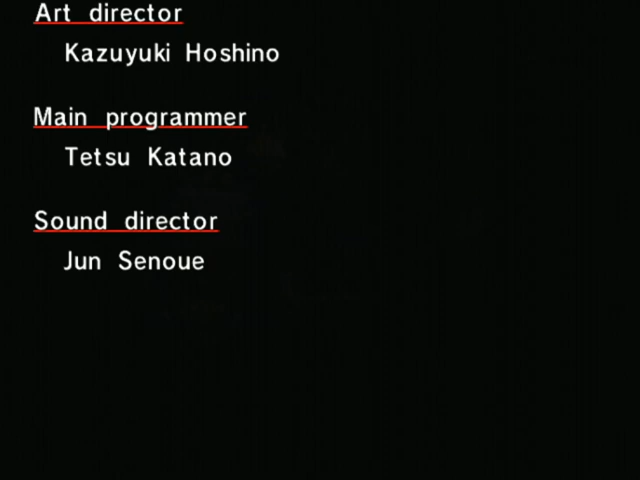 Art director
Kazuyuki Hoshino
Main programmer
Tetsu Katano
Sound director
Jun Senoue